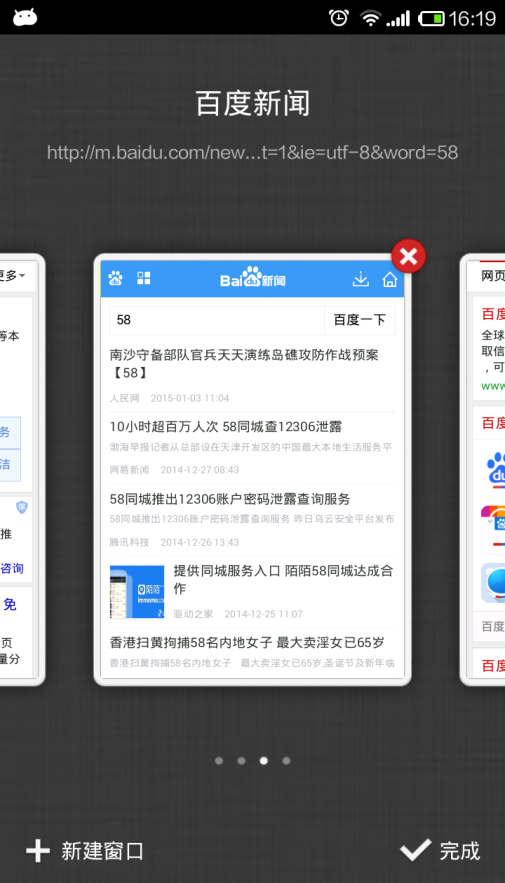 16:19
百度新闻
http://m.baidu.com/new...t=1&ie=utf-8&word=58
更多
等本
务
洁
推
咨询
免
页
量分
Bai du 新闻
58
百度一下
南沙守备部队官兵天天演练岛礁攻防作战预案
【58】
人民网 2015-01-03 11:04
10小时超百万人次 58同城查12306泄露
渤海早报记者从总部设在天津开发区的中国最大本地生活服务平
网易新闻 2014-12-27 08:43
58同城推出12306账户密码泄露查询服务
58同城推出12306账户密码泄露查询服务 昨日乌云安全平台发布
腾讯科技 2014-12-26 13:43
陌陌
immomo.c
提供同城服务入口 陌陌58同城达成合
作
驱动之家 2014-12-25 11:07
香港扫黄拘捕58名内地女子 最大卖淫女已65岁
香港扫黄拘捕58名内地女子 最大卖淫女已65岁,圣诞节及新年临
网页
百度
全球
取信
，可
www
百度
du
百度
百度
新建窗口
完成